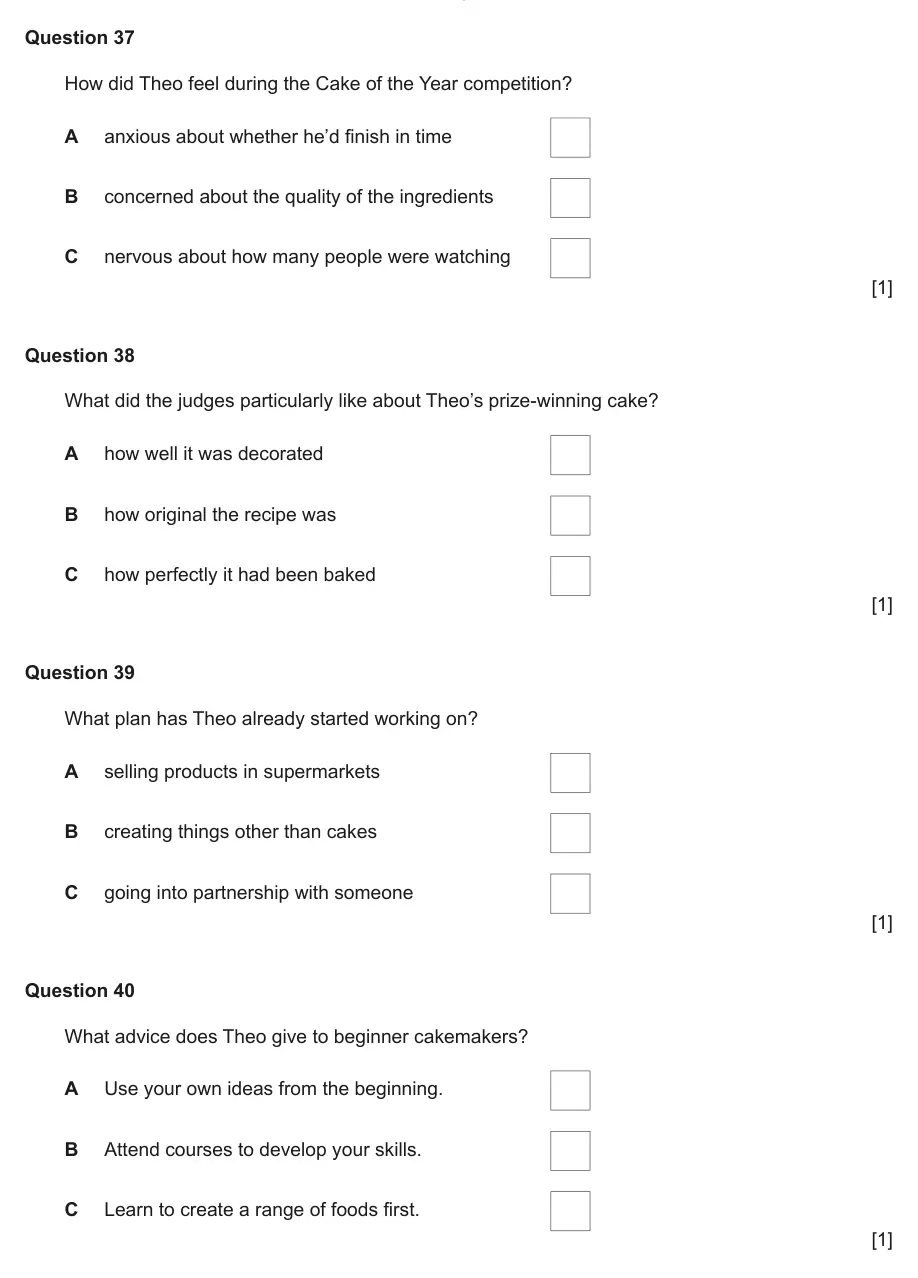 Question 37
How did Theo feel during the Cake of the Year competition?
A anxious about whether he’d finish in time
B concerned about the quality of the ingredients
C nervous about how many people were watching
[1]
Question 38
What did the judges particularly like about Theo’s prize-winning cake?
A how well it was decorated
B how original the recipe was
C how perfectly it had been baked
[1]
Question 39
What plan has Theo already started working on?
A selling products in supermarkets
B creating things other than cakes
C going into partnership with someone
[1]
Question 40
What advice does Theo give to beginner cakemakers?
A Use your own ideas from the beginning.
B Attend courses to develop your skills.
C Learn to create a range of foods first.
[1]